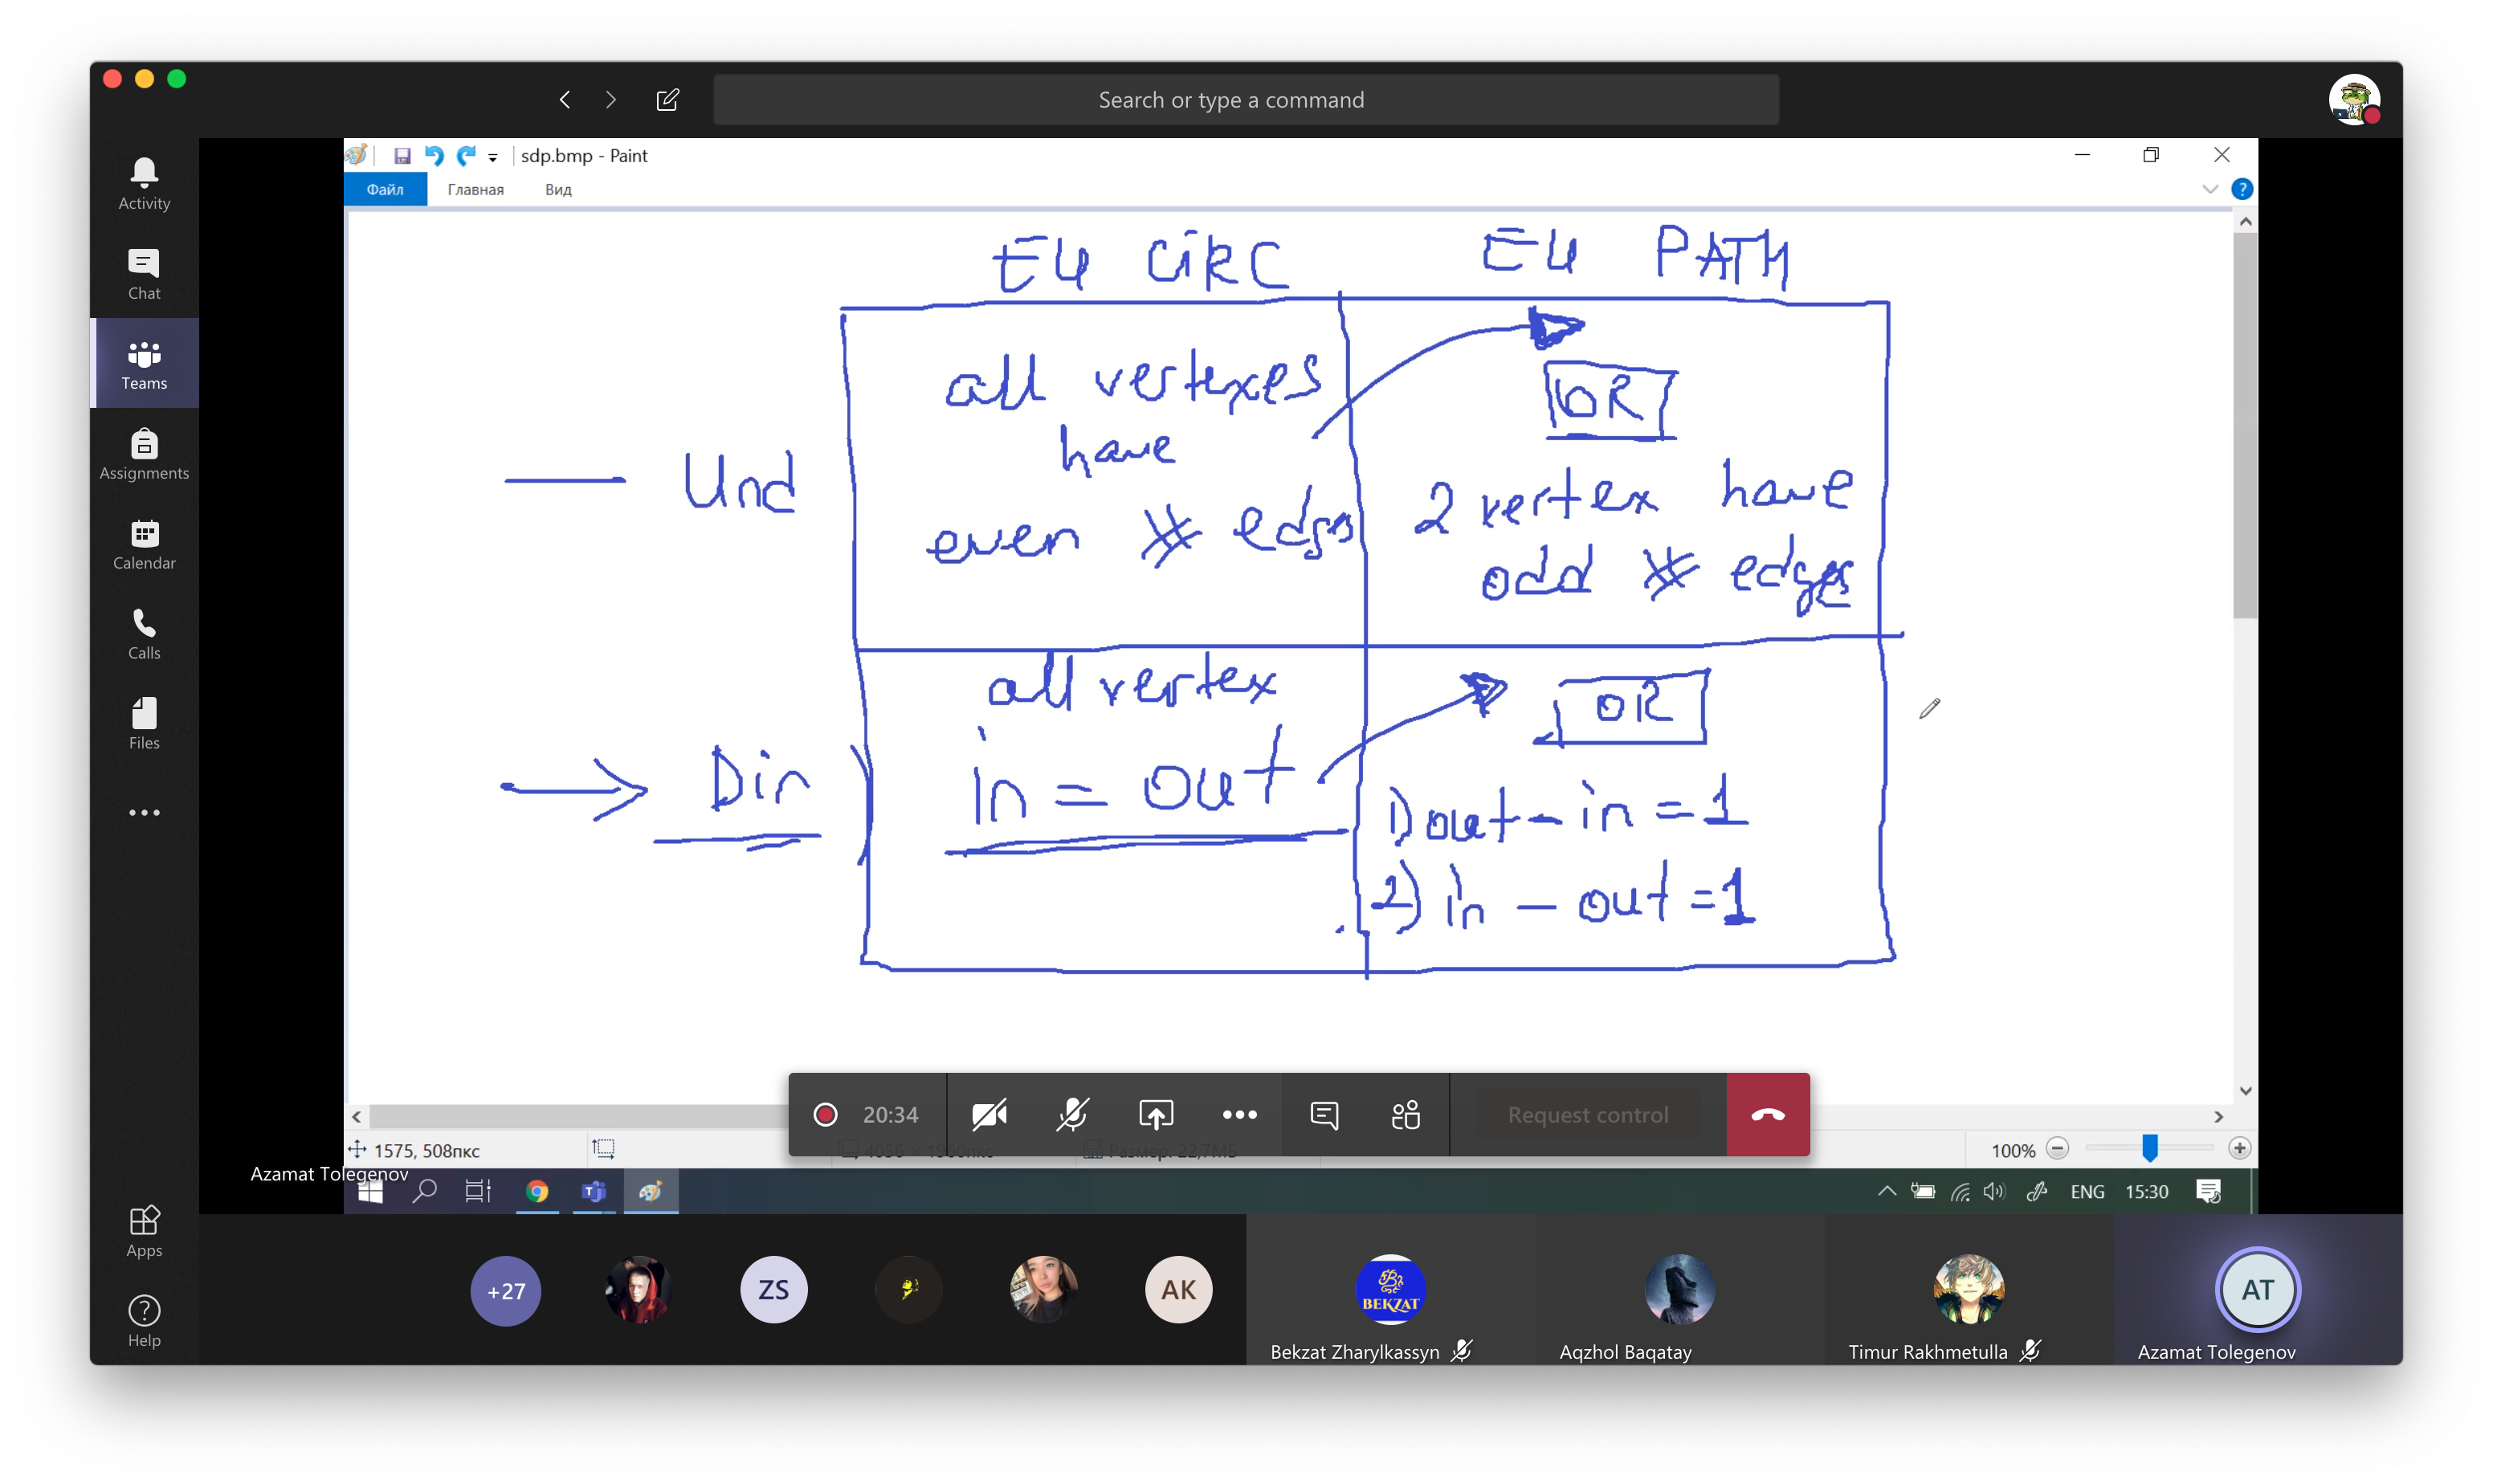 Search or type a command
Activity
Chat
Teams
Assignments
Calendar
Calls
Files
Apps
Help
sdp.bmp - Paint
Файл Главная Вид
EU CiRC EU PATH
all vertexes
have
even # edgs
OR
2 vertex have
odd # edges
Und
Dir
all vertex
in = out
OR
1) out - in = 1
2) in - out = 1
20:34
Request control
1575, 508пкс
100%
Azamat Tolegenov
ENG 15:30
+27
ZS
AK
BEKZAT
AT
Bekzat Zharylkassyn
Aqzhol Baqatay
Timur Rakhmetulla
Azamat Tolegenov